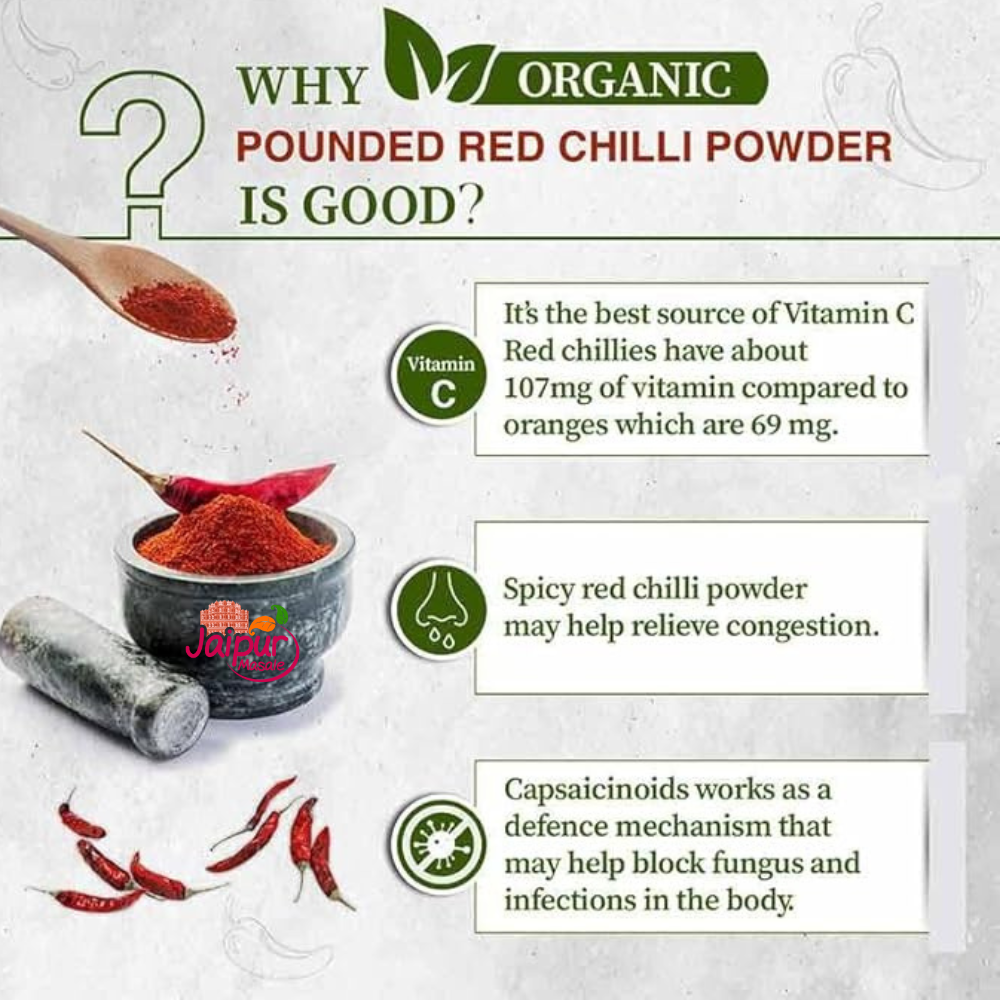 WHY ORGANIC
POUNDED RED CHILLI POWDER
IS GOOD?
Vitamin
C
It's the best source of Vitamin C
Red chillies have about
107mg of vitamin compared to
oranges which are 69 mg.
Spicy red chilli powder
may help relieve congestion.
Jaipur
Masale
Capsaicinoids works as a
defence mechanism that
may help block fungus and
infections in the body.